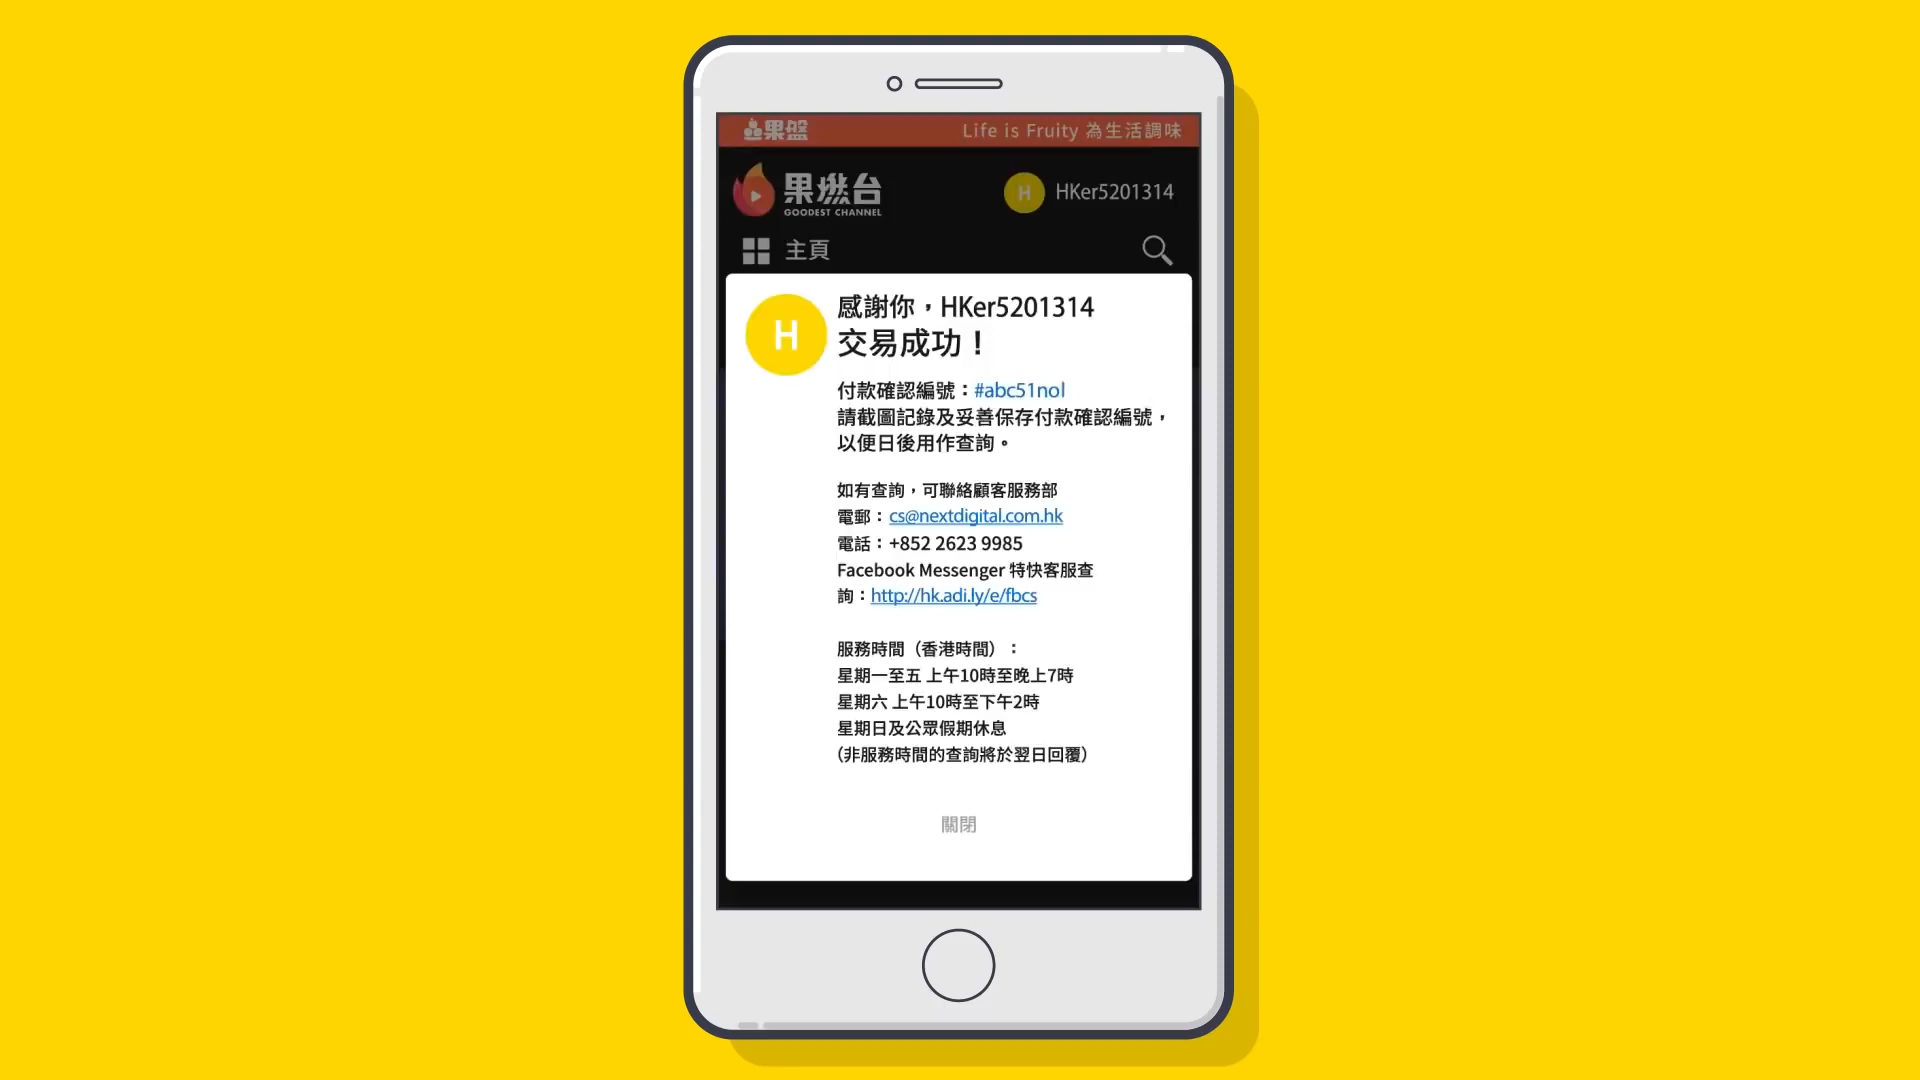 果盤
Life is Fruity 為生活調味
果燃台
GOODEST CHANNEL
H
HKer5201314
主頁
H
感謝你，HKer5201314
交易成功！
付款確認編號：#abc51nol
請截圖記錄及妥善保存付款確認編號，
以便日後用作查詢。
如有查詢，可聯絡顧客服務部
電郵：cs@nextdigital.com.hk
電話：+852 2623 9985
Facebook Messenger 特快客服查
詢：http://hk.adi.ly/e/fbcs
服務時間（香港時間）：
星期一至五 上午10時至晚上7時
星期六 上午10時至下午2時
星期日及公眾假期休息
(非服務時間的查詢將於翌日回覆)
關閉